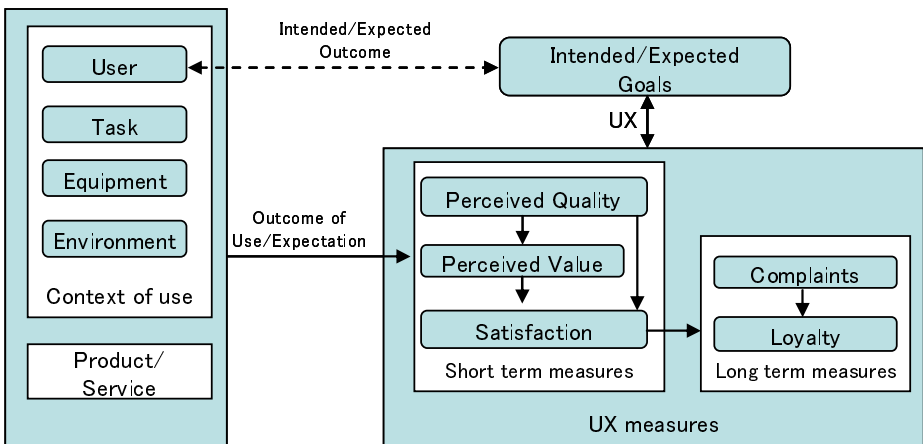 User
Task
Equipment
Environment
Context of use
Product/
Service
Intended/Expected
Outcome
Intended/Expected
Goals
UX
Outcome of
Use/Expectation
Perceived Quality
Perceived Value
Satisfaction
Short term measures
Complaints
Loyalty
Long term measures
UX measures